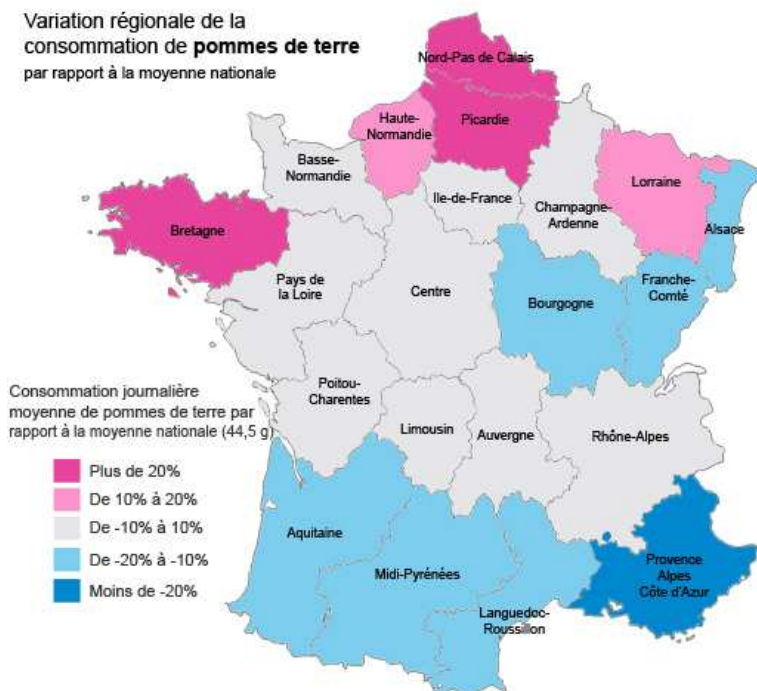 Variation régionale de la
consommation de pommes de terre
par rapport à la moyenne nationale
Nord-Pas de Calais
Picardie
Haute-
Normandie
Basse-
Normandie
Ile-de-France
Champagne-
Ardenne
Lorraine
Alsace
Bretagne
Pays de
la Loire
Centre
Bourgogne
Franche-
Comté
Poitou-
Charentes
Limousin
Auvergne
Rhône-Alpes
Aquitaine
Midi-Pyrénées
Languedoc-
Roussillon
Provence
Alpes
Côte d'Azur
Consommation journalière
moyenne de pommes de terre par
rapport à la moyenne nationale (44,5 g)
Plus de 20%
De 10% à 20%
De -10% à 10%
De -20% à -10%
Moins de -20%